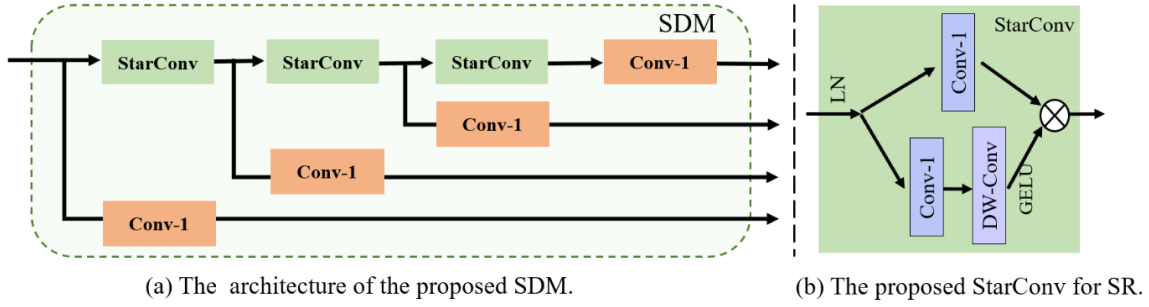 SDM
StarConv
StarConv
StarConv
Conv-1
Conv-1
Conv-1
Conv-1
(a) The architecture of the proposed SDM.
StarConv
LN
Conv-1
Conv-1
DW-Conv
GELU
(b) The proposed StarConv for SR.